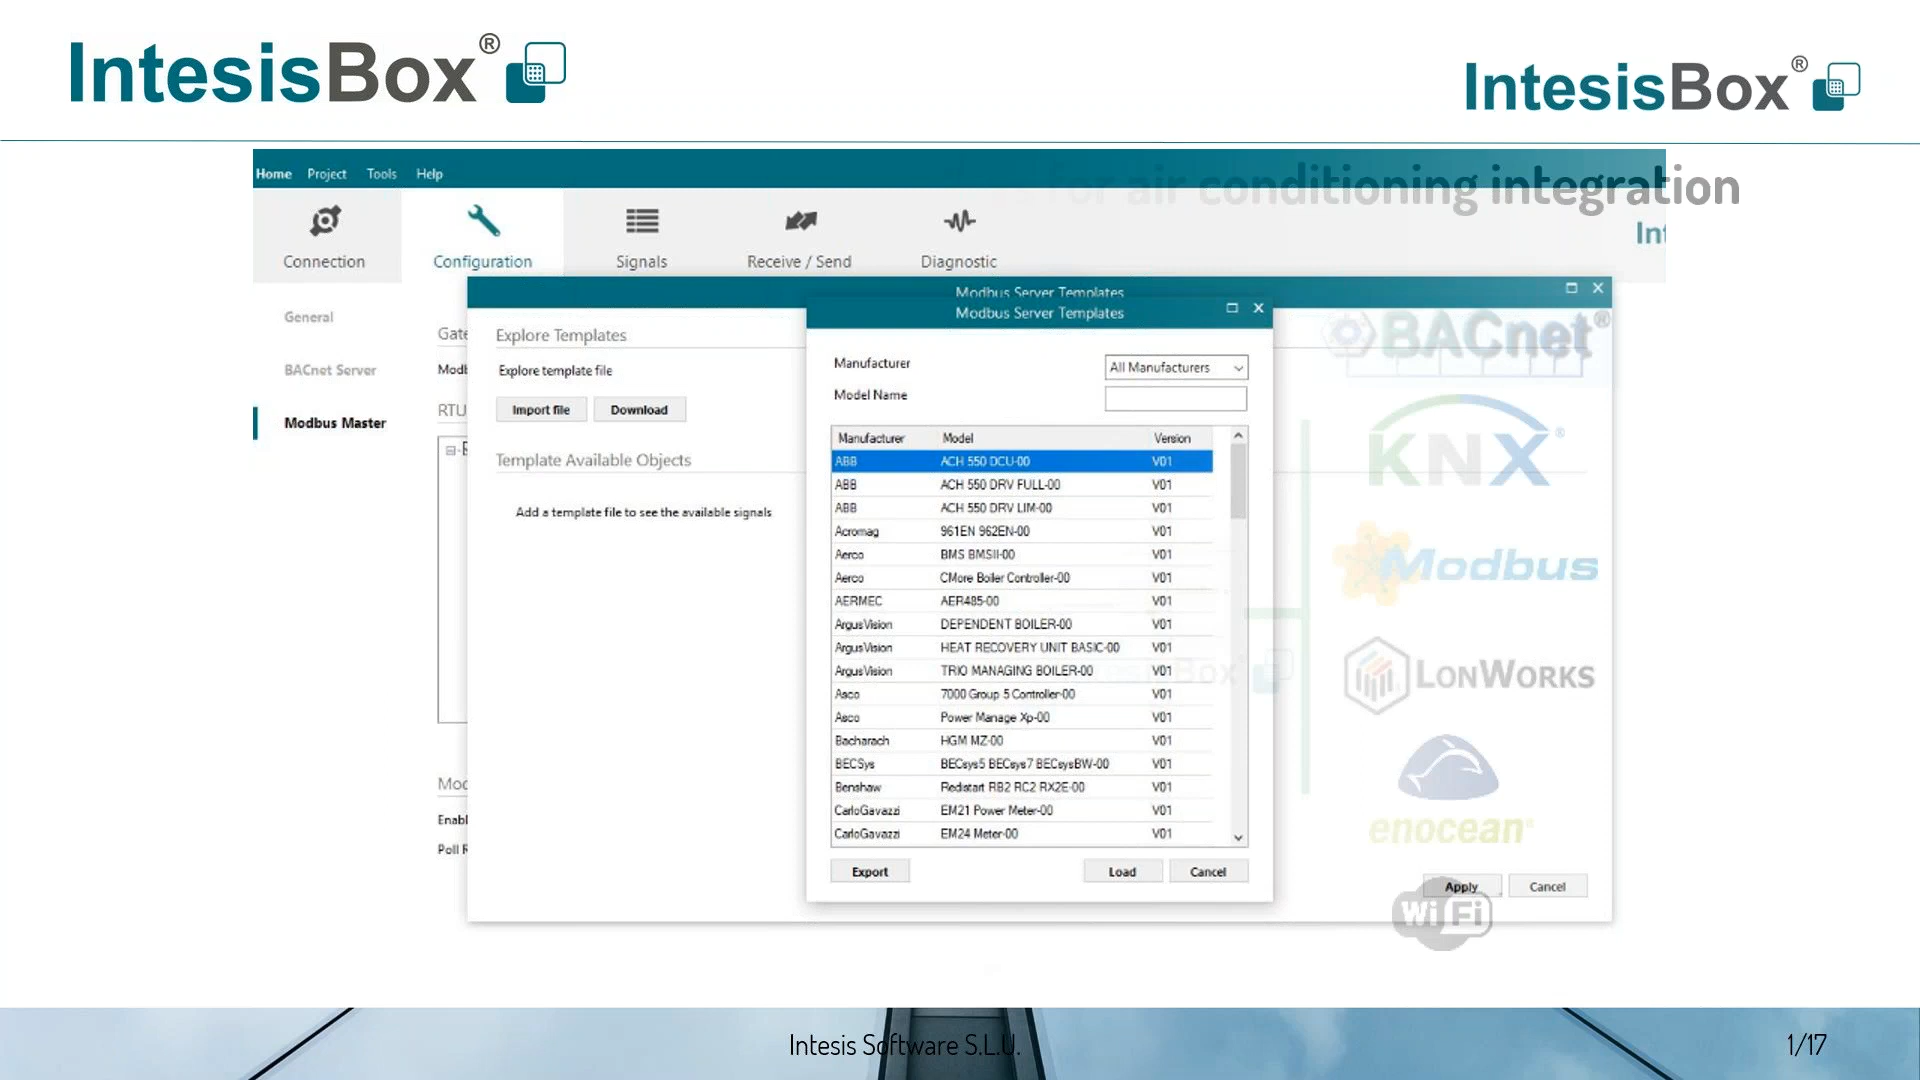 IntesisBox®
IntesisBox®
for air conditioning integration
Home Project Tools Help
Connection
Configuration
Signals
Receive / Send
Diagnostic
Modbus Server Templates
Modbus Server Templates
General
BACnet Server
Modbus Master
Explore Templates
Explore template file
Import file
Download
Template Available Objects
Add a template file to see the available signals
Manufacturer
All Manufacturers
Model Name
Manufacturer Model Version
ABB ACH 550 DCU-00 V01
ABB ACH 550 DRV FULL-00 V01
ABB ACH 550 DRV LIM-00 V01
Acromag 961EN 962EN-00 V01
Aerco BMS BMSII-00 V01
Aerco CMore Boiler Controller-00 V01
AERMEC AER485-00 V01
ArgusVision DEPENDENT BOILER-00 V01
ArgusVision HEAT RECOVERY UNIT BASIC-00 V01
ArgusVision TRIO MANAGING BOILER-00 V01
Asco 7000 Group 5 Controller-00 V01
Asco Power Manage Xp-00 V01
Bacharach HGM MZ-00 V01
BECSys BECsys5 BECsys7 BECsysBW-00 V01
Benshaw Redistart RB2 RC2 RX2E-00 V01
CarloGavazzi EM21 Power Meter-00 V01
CarloGavazzi EM24 Meter-00 V01
Export
Load
Cancel
BACnet®
KNX®
Modbus
LONWORKS
enocean®
Apply
Cancel
WiFi
Intesis Software S.L.U.
1/17